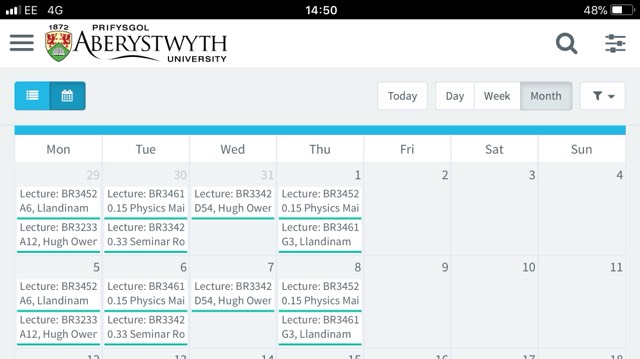 EE 4G 14:50 48%
1872 PRIFYSGOL
ABERYSTWYTH
UNIVERSITY
Today Day Week Month
Mon Tue Wed Thu Fri Sat Sun
29 30 31 1 2 3 4
Lecture: BR3452 Lecture: BR3461 Lecture: BR3342 Lecture: BR3452
A6, Llandinam 0.15 Physics Mai D54, Hugh Ower 0.15 Physics Mai
Lecture: BR3233 Lecture: BR3342 Lecture: BR3461
A12, Hugh Ower 0.33 Seminar Ro G3, Llandinam
5 6 7 8 9 10 11
Lecture: BR3452 Lecture: BR3461 Lecture: BR3342 Lecture: BR3452
A6, Llandinam 0.15 Physics Mai D54, Hugh Ower 0.15 Physics Mai
Lecture: BR3233 Lecture: BR3342 Lecture: BR3461
A12, Hugh Ower 0.33 Seminar Ro G3, Llandinam
12 13 14 15 16 17 18